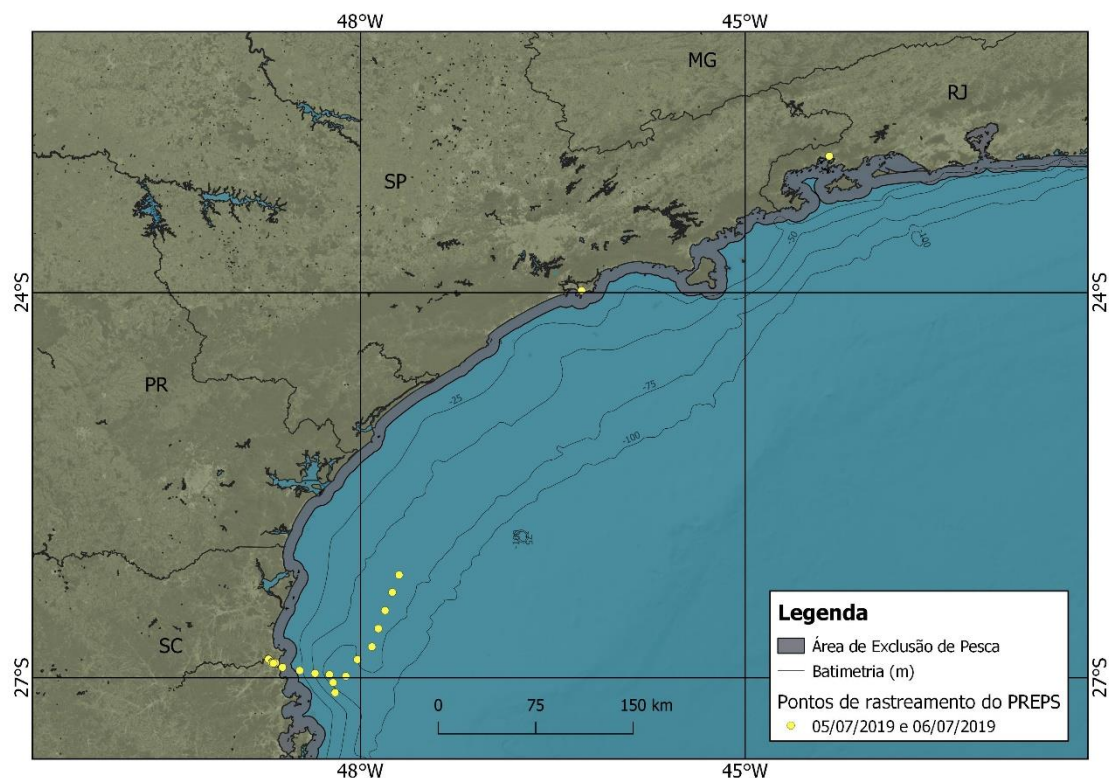 48°W
45°W
MG
RJ
SP
-50
-100
24°S
24°S
PR
-25
-75
-100
SC
27°S
27°S
0
75
150 km
Legenda
Área de Exclusão de Pesca
Batimetria (m)
Pontos de rastreamento do PREPS
05/07/2019 e 06/07/2019
48°W
45°W